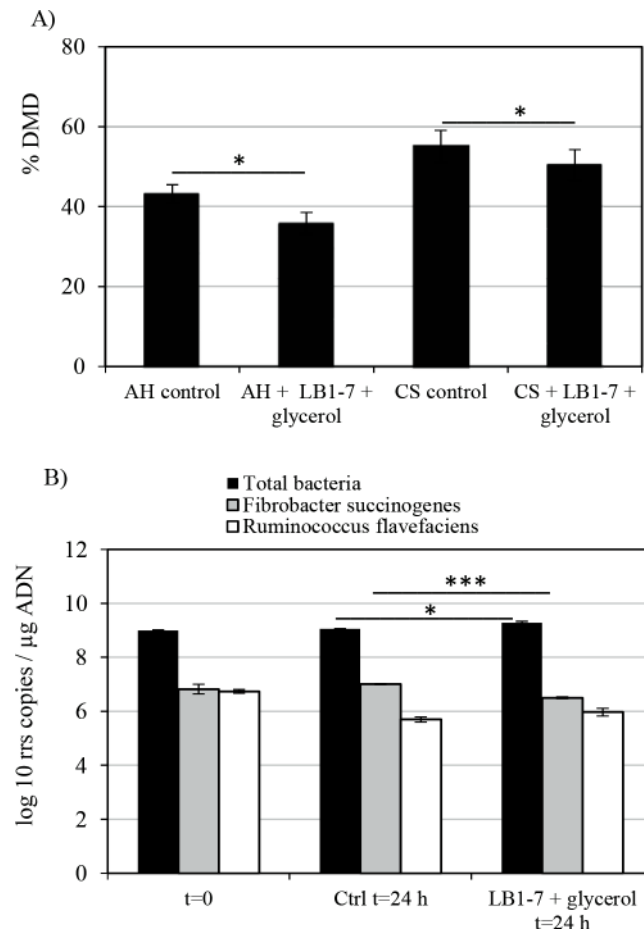 A)
80
60
40
20
0
% DMD
*
*
AH control
AH + LB1-7 +
glycerol
CS control
CS + LB1-7 +
glycerol
B)
Total bacteria
Fibrobacter succinogenes
Ruminococcus flavefaciens
12
10
8
6
4
2
0
log 10 rrs copies / µg ADN
***
*
t=0
Ctrl t=24 h
LB1-7 + glycerol
t=24 h